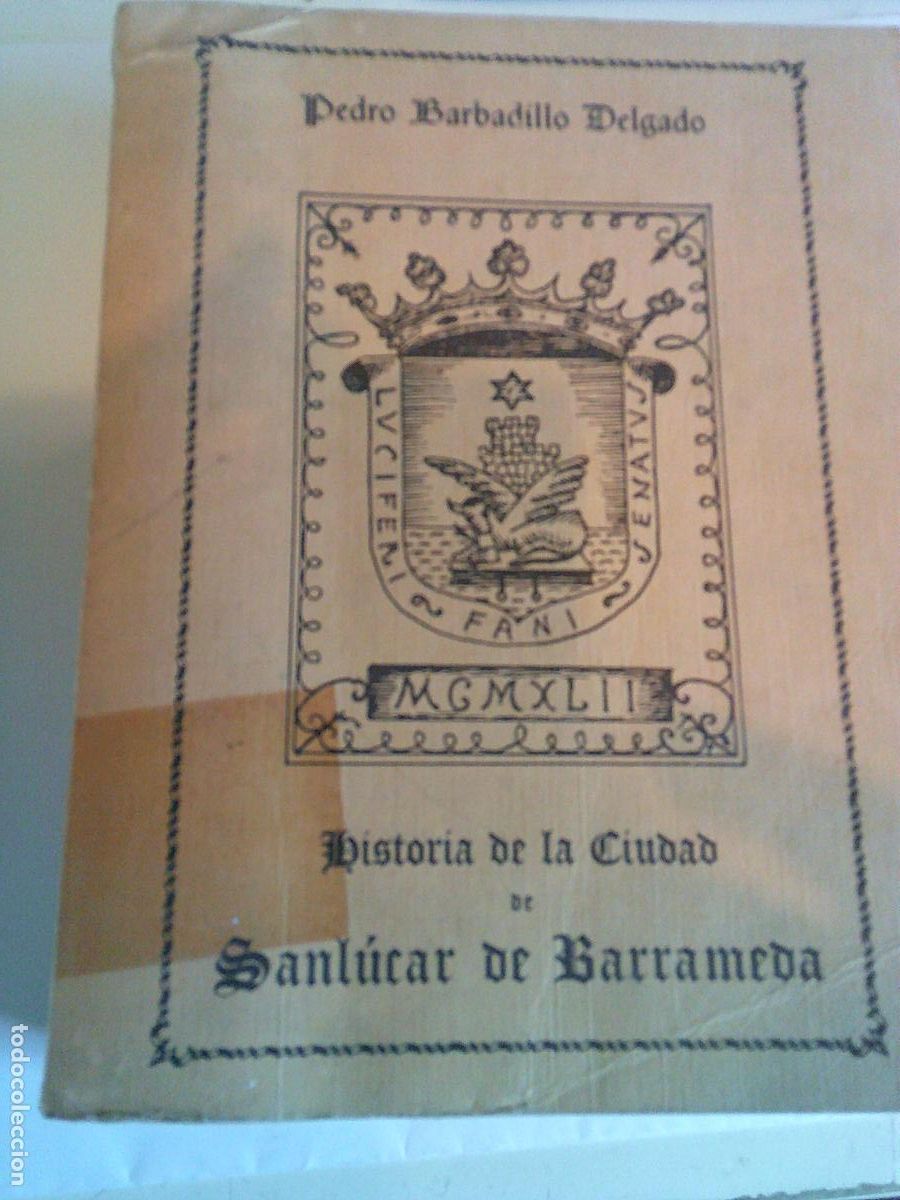 Pedro Barbadillo Delgado
LVCIFERI ~ FANI ~ SENATVS
MCMXLII
Historia de la Ciudad
de
Sanlúcar de Barrameda
todocoleccion